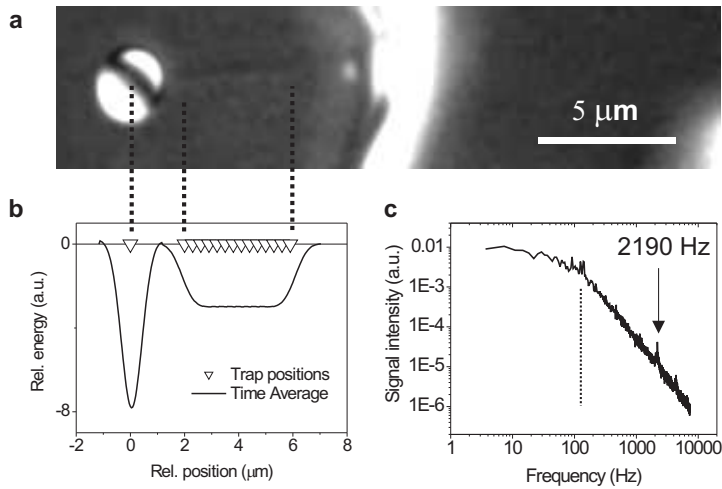 a
5 μm
b
0
-8
Rel. energy (a.u.)
Trap positions
Time Average
-2 0 2 4 6 8
Rel. position (μm)
c
2190 Hz
0.01
1E-3
1E-4
1E-5
1E-6
Signal intensity (a.u.)
1 10 100 1000 10000
Frequency (Hz)